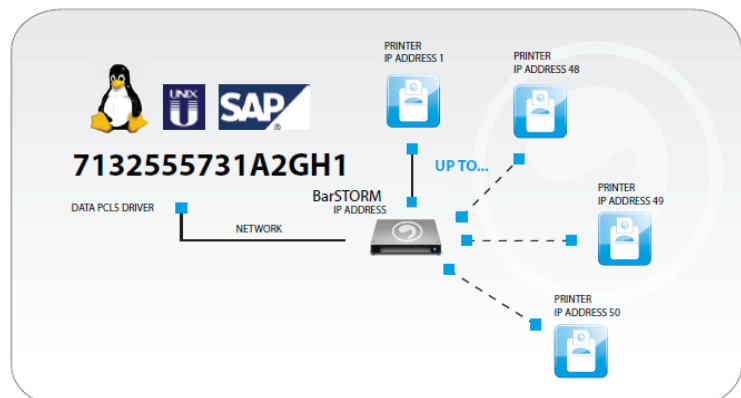 PRINTER
IP ADDRESS 1
PRINTER
IP ADDRESS 48
UNIX
U
SAP
®
7132555731A2GH1
UP TO...
DATA PCL5 DRIVER
BarSTORM
IP ADDRESS
NETWORK
PRINTER
IP ADDRESS 49
PRINTER
IP ADDRESS 50